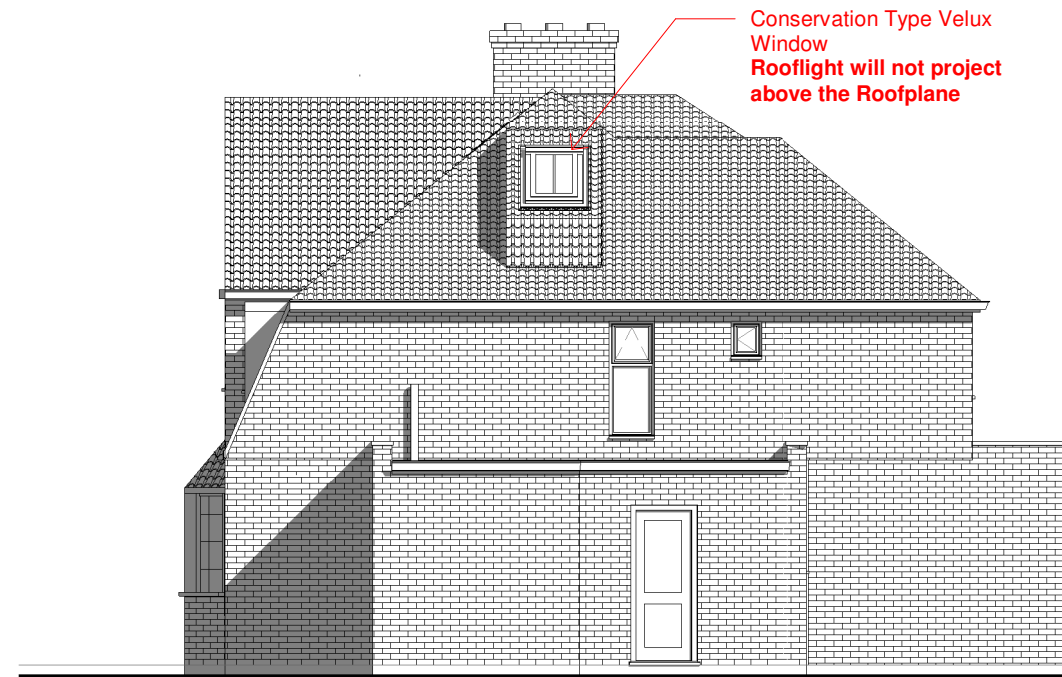 Conservation Type Velux
Window
Rooflight will not project
above the Roofplane